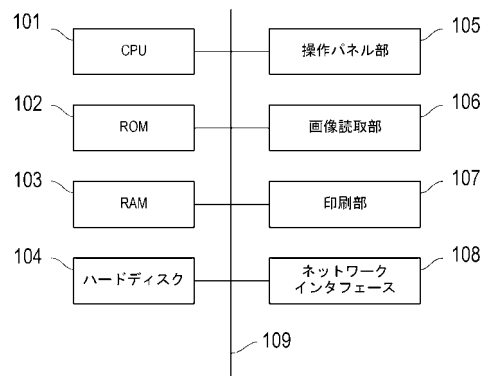 101
CPU
105
操作パネル部
102
ROM
106
画像読取部
103
RAM
107
印刷部
104
ハードディスク
108
ネットワーク
インタフェース
109